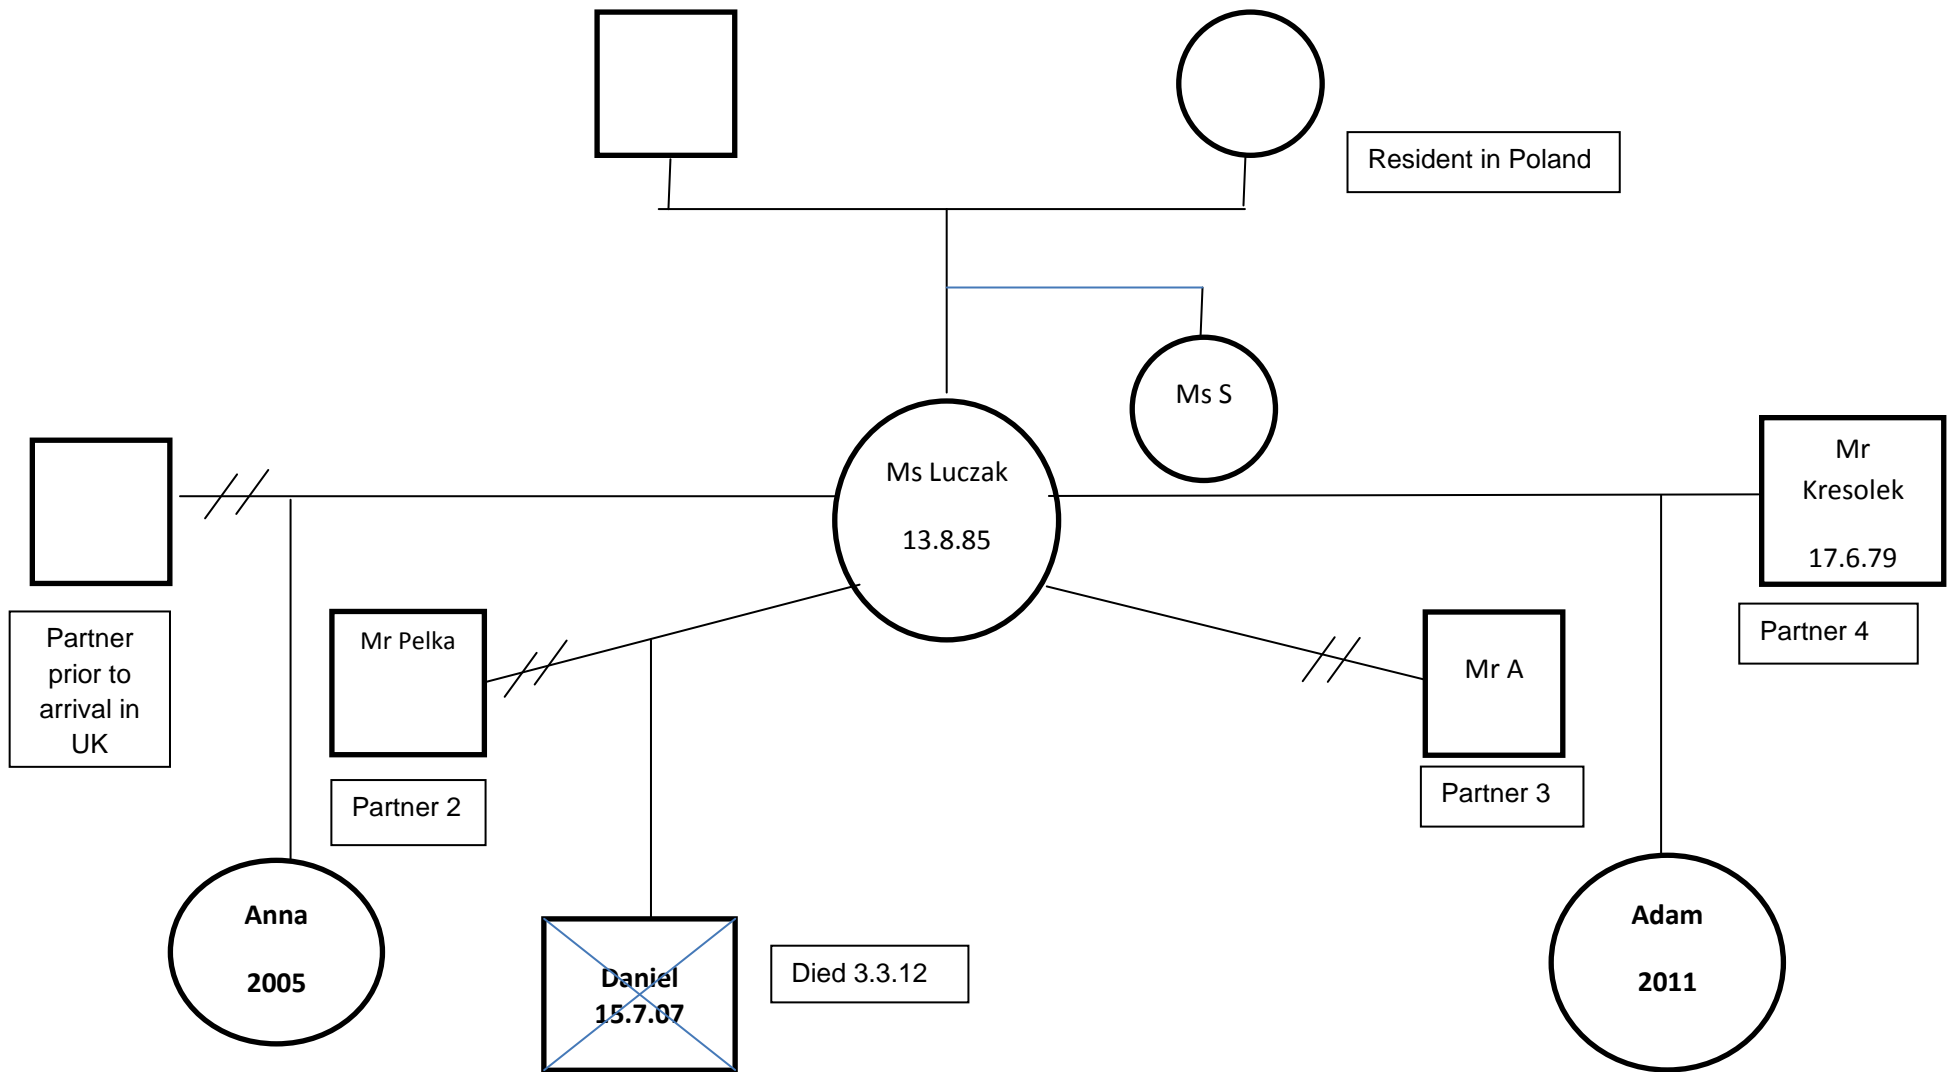 Resident in Poland
Ms S
Ms Luczak
13.8.85
Mr
Kresolek
17.6.79
Partner
prior to
arrival in
UK
Mr Pelka
Mr A
Partner 4
Partner 2
Partner 3
Anna
2005
Daniel
15.7.07
Died 3.3.12
Adam
2011